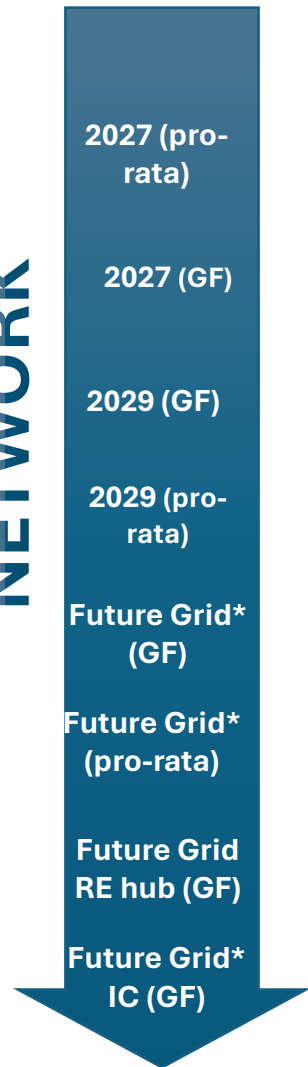 NETWORK
2027 (pro-
rata)
2027 (GF)
2029 (GF)
2029 (pro-
rata)
Future Grid*
(GF)
Future Grid*
(pro-rata)
Future Grid
RE hub (GF)
Future Grid*
IC (GF)